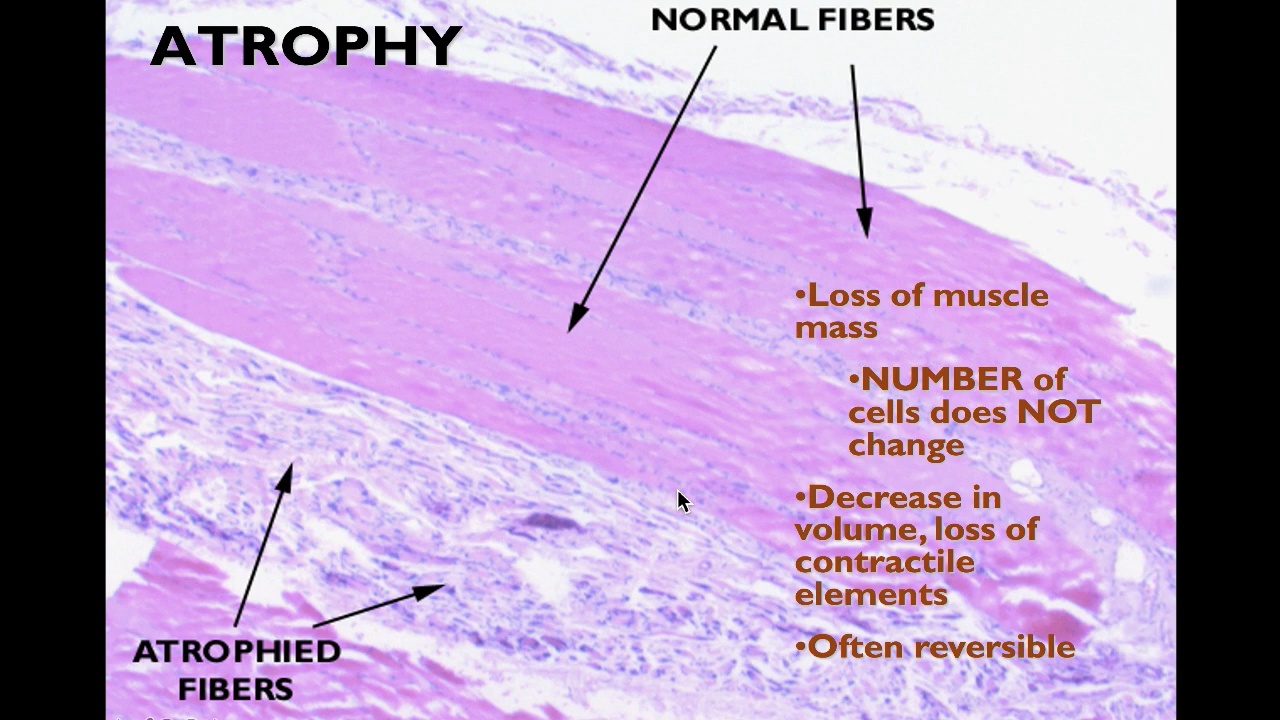 ATROPHY
NORMAL FIBERS
•Loss of muscle
mass
•NUMBER of
cells does NOT
change
•Decrease in
volume, loss of
contractile
elements
•Often reversible
ATROPHIED
FIBERS